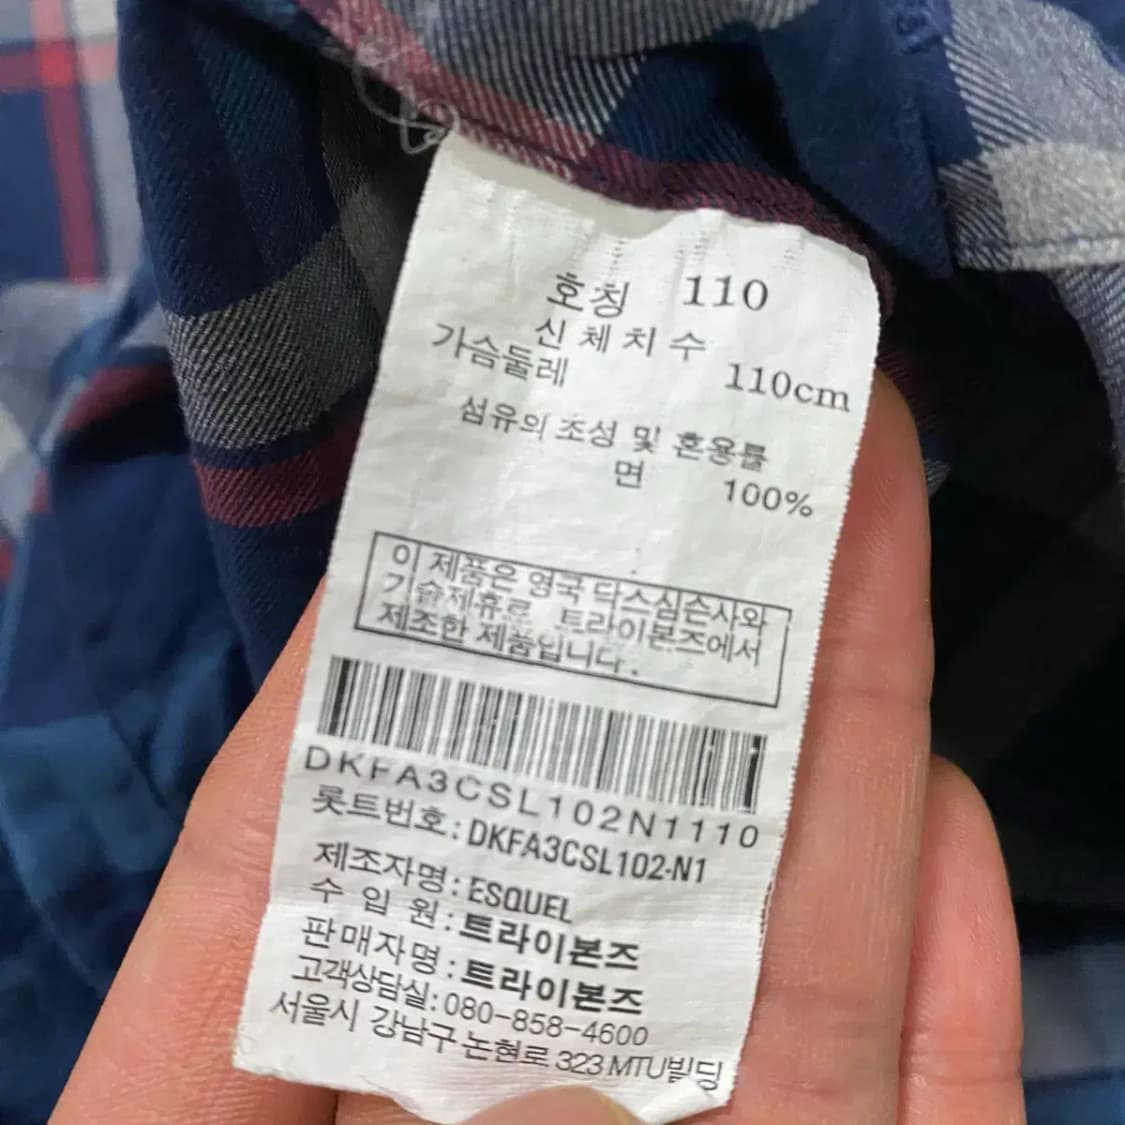 호칭 110
신체치수
가슴둘레 110cm
섬유의 조성 및 혼용률
면 100%
이 제품은 영국 닥스심슨사와
기술제휴로 트라이본즈에서
제조한 제품입니다.
DKFA3CSL102N1110
롯트번호: DKFA3CSL102-N1
제조자명: ESQUEL
수 입 원: 트라이본즈
판매자명: 트라이본즈
고객상담실: 080-858-4600
서울시 강남구 논현로 323 MTU빌딩